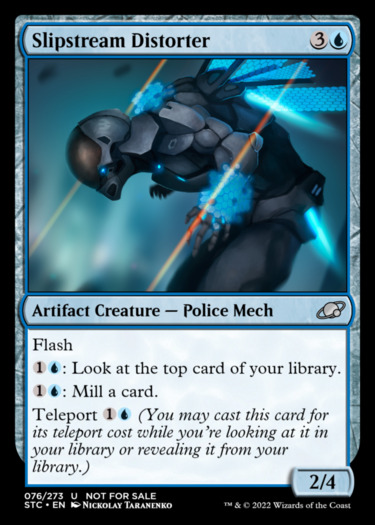 Slipstream Distorter 3
Artifact Creature — Police Mech
Flash
1 : Look at the top card of your library.
1 : Mill a card.
Teleport 1 (You may cast this card for
its teleport cost while you're looking at it in
your library or revealing it from your
library.)
2/4
076/273 U NOT FOR SALE
STC • EN Nickolay Taranenko
™ & © 2022 Wizards of the Coast